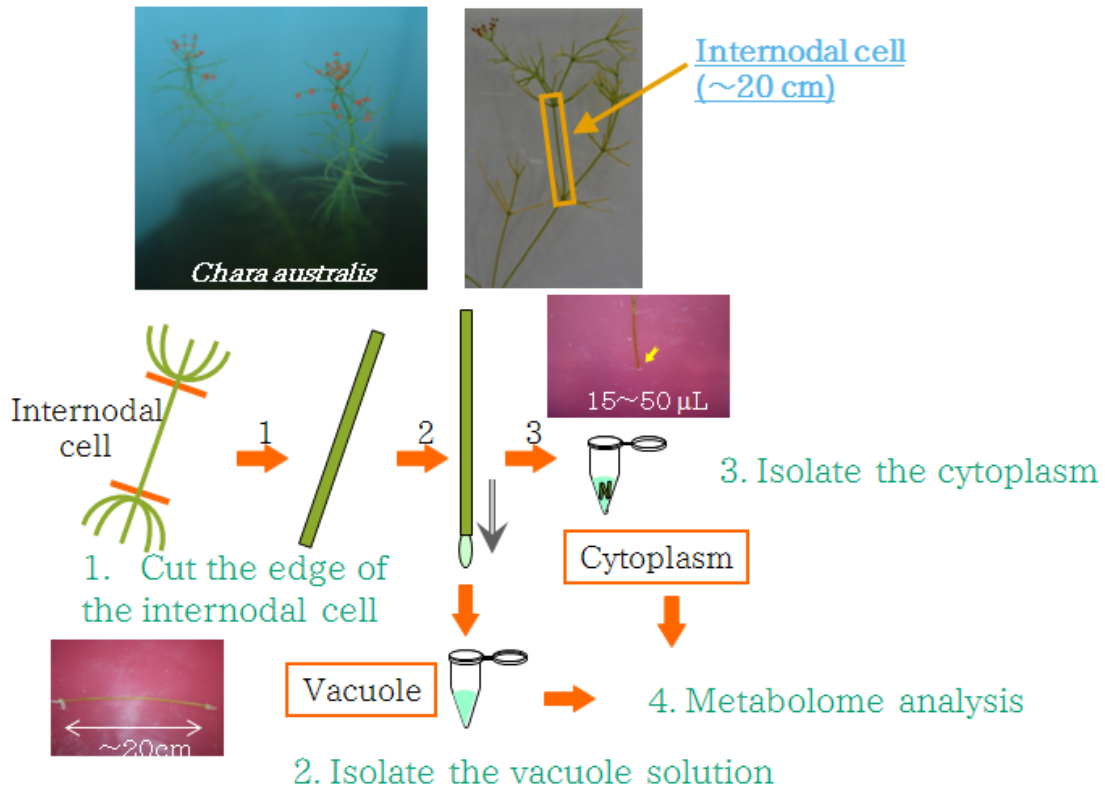 Internodal cell
(~20 cm)
Chara australis
15~50 µL
Internodal
cell
1
2
3
N
3. Isolate the cytoplasm
Cytoplasm
1. Cut the edge of
the internodal cell
Vacuole
4. Metabolome analysis
~20cm
2. Isolate the vacuole solution